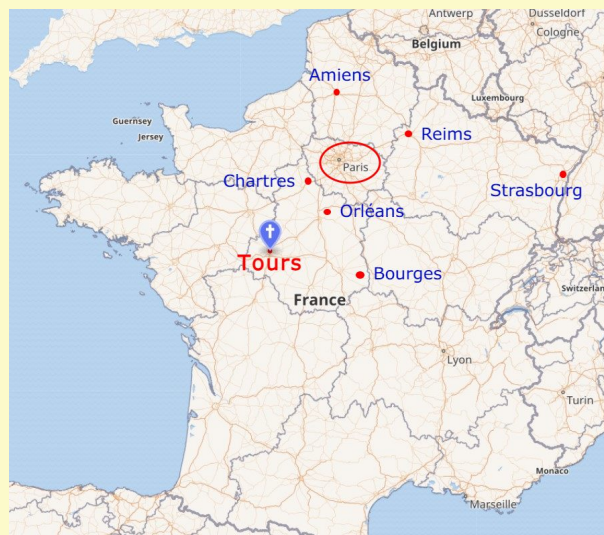 Antwerp
Dusseldorf
Cologne
Belgium
Amiens
Luxembourg
Guernsey
Jersey
Reims
Paris
Chartres
Strasbourg
Orléans
Tours
Bourges
France
Switzerlan
Lyon
Turin
Monaco
Marseille